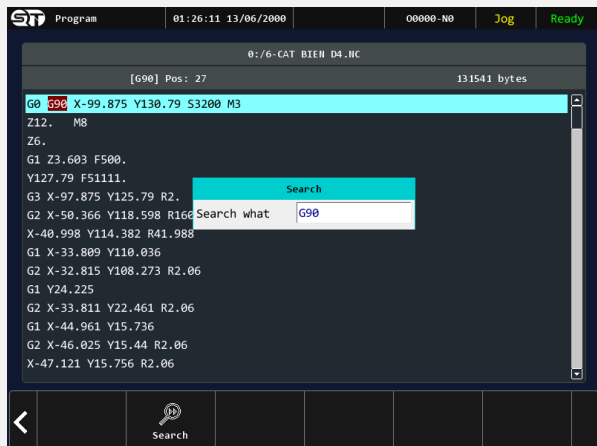 ST Program 01:26:11 13/06/2000 O0000-N0 Jog Ready
0:/6-CAT BIEN D4.NC
[G90] Pos: 27 131541 bytes
G0 G90 X-99.875 Y130.79 S3200 M3
Z12. M8
Z6.
G1 Z3.603 F500.
Y127.79 F51111.
Search
G3 X-97.875 Y125.79 R2.
G2 X-50.366 Y118.598 R160
Search what G90
X-40.998 Y114.382 R41.988
G1 X-33.809 Y110.036
G2 X-32.815 Y108.273 R2.06
G1 Y24.225
G2 X-33.811 Y22.461 R2.06
G1 X-44.961 Y15.736
G2 X-46.025 Y15.44 R2.06
X-47.121 Y15.756 R2.06
Search